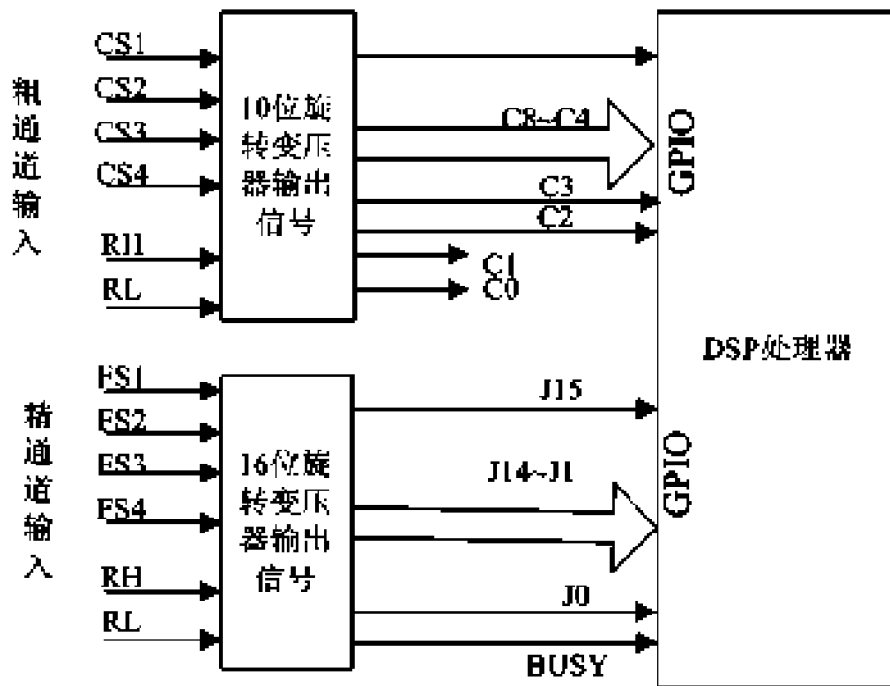 粗通道输入
CS1
CS2
CS3
CS4
RH
RL
10位旋
转变压
器输出
信号
C8~C4
C3
C2
C1
C0
GPIO
DSP处理器
精通道输入
FS1
FS2
FS3
FS4
RH
RL
16位旋
转变压
器输出
信号
J15
J14~J1
J0
BUSY
GPIO